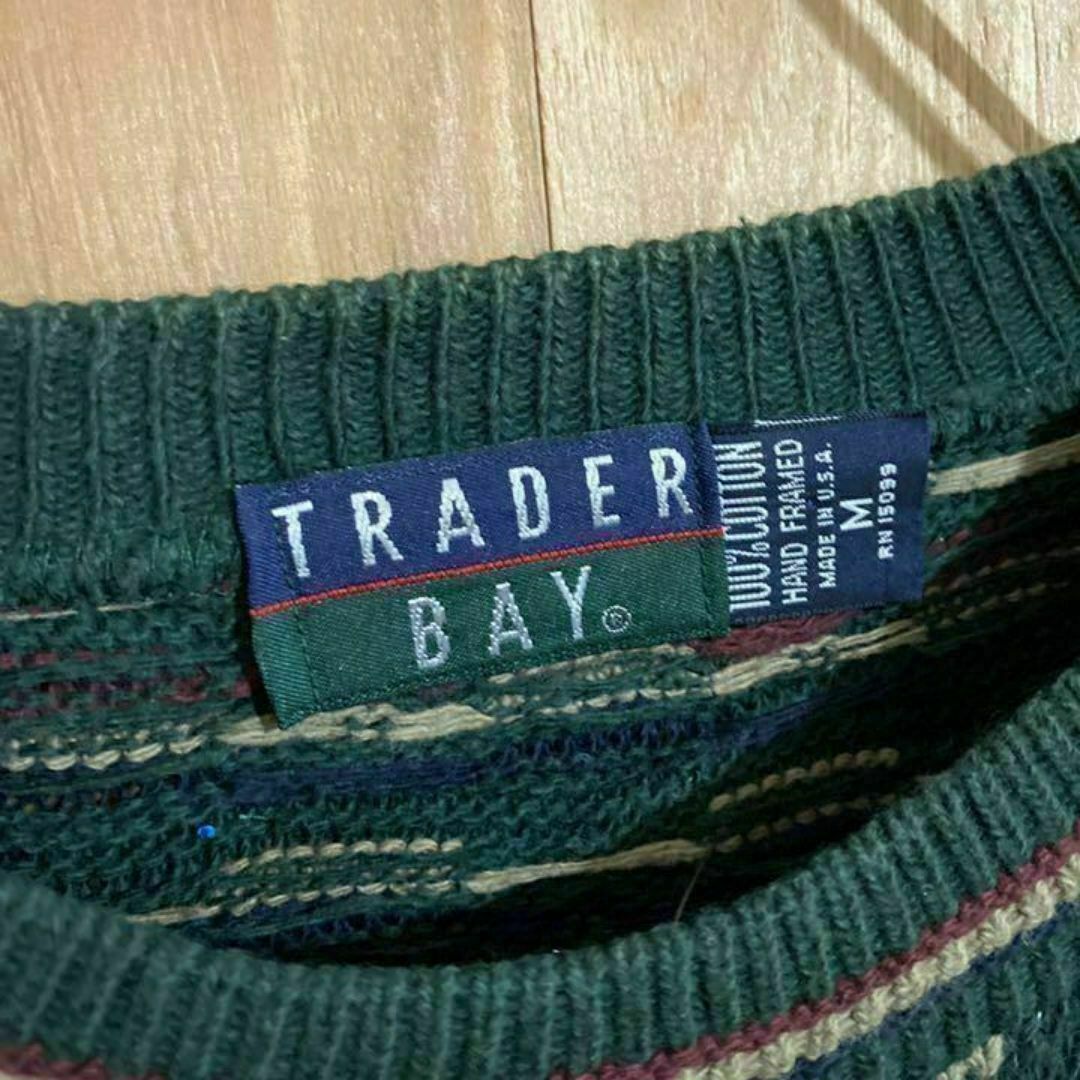 TRADER
BAY®
100% COTTON
HAND FRAMED
MADE IN U.S.A.
M
RN 15099